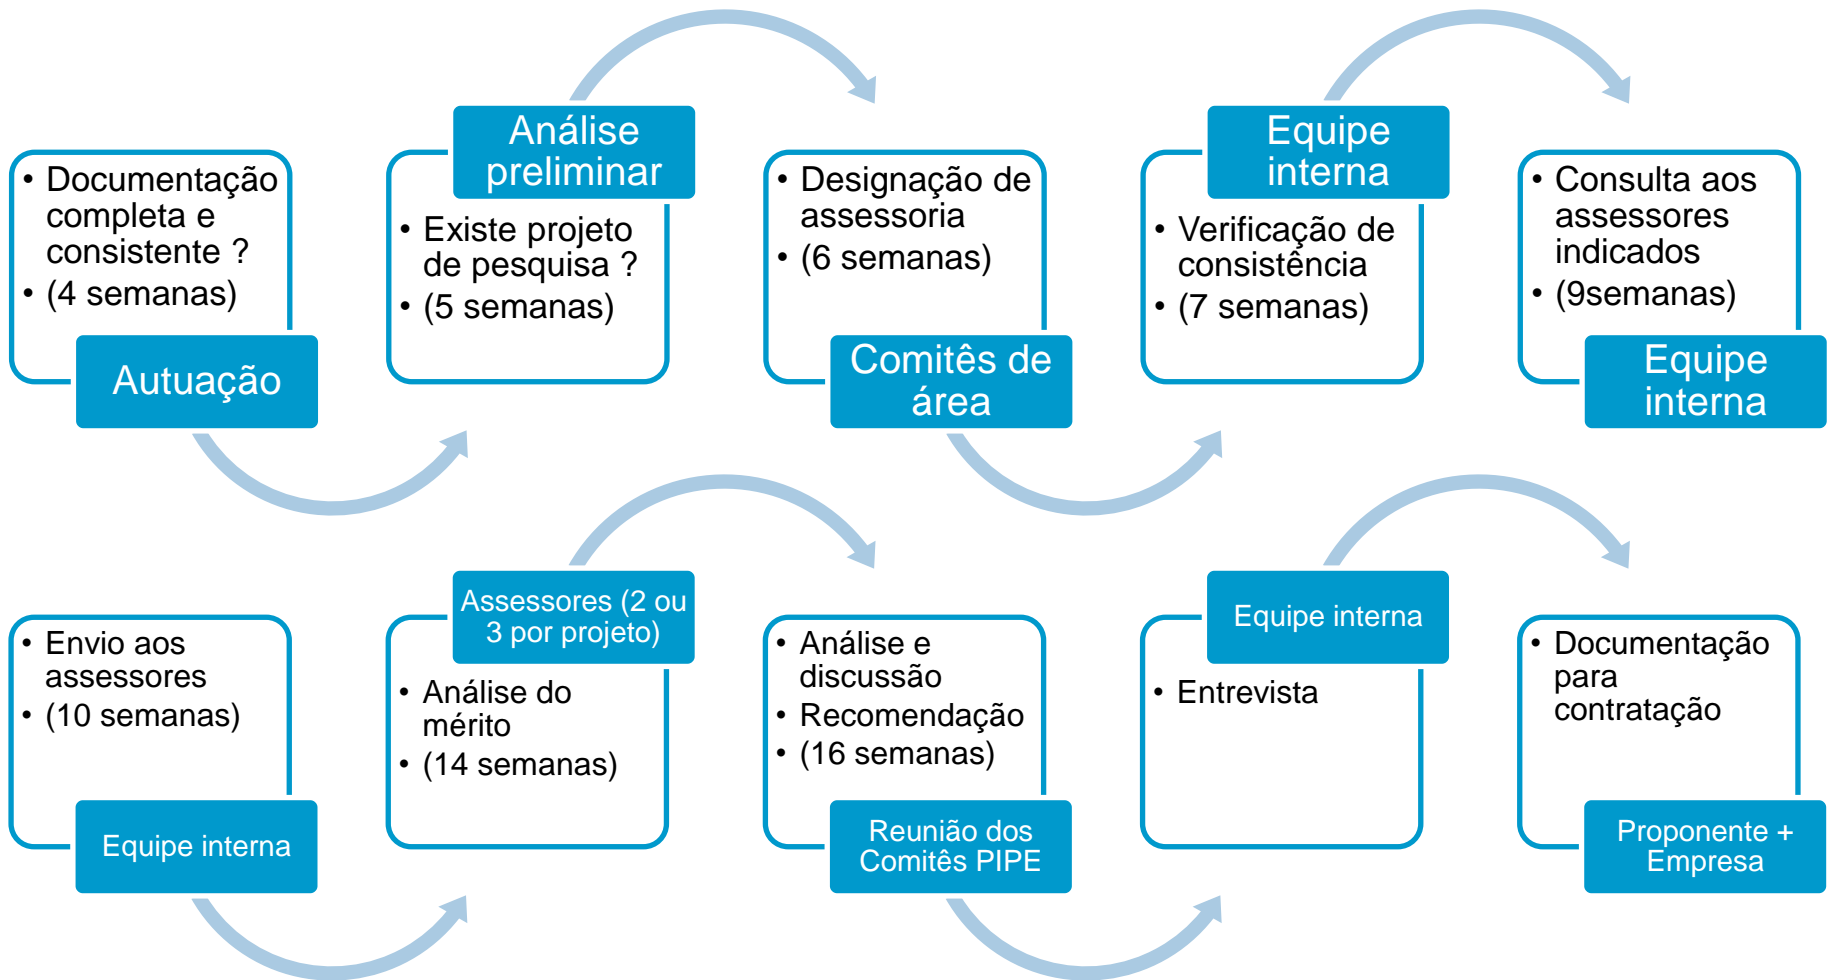 • Documentação
completa e
consistente ?
• (4 semanas)
Autuação
Análise
preliminar
• Existe projeto
de pesquisa ?
• (5 semanas)
• Designação de
assessoria
• (6 semanas)
Comitês de
área
Equipe
interna
• Verificação de
consistência
• (7 semanas)
• Consulta aos
assessores
indicados
• (9semanas)
Equipe
interna
• Envio aos
assessores
• (10 semanas)
Equipe interna
Assessores (2 ou
3 por projeto)
• Análise do
mérito
• (14 semanas)
• Análise e
discussão
• Recomendação
• (16 semanas)
Reunião dos
Comitês PIPE
Equipe interna
• Entrevista
• Documentação
para
contratação
Proponente +
Empresa